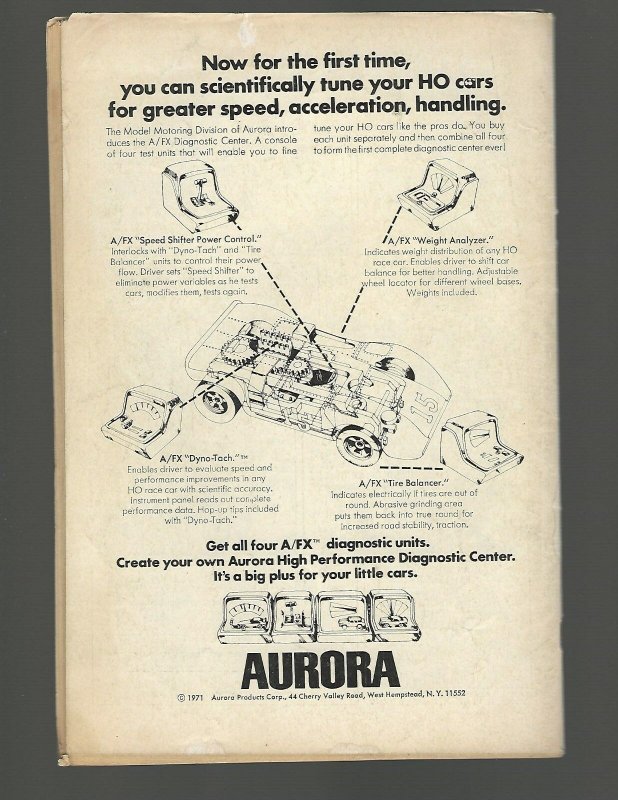 Now for the first time,
you can scientifically tune your HO cars
for greater speed, acceleration, handling.
The Model Motoring Division of Aurora intro-
duces the A/FX Diagnostic Center. A console
of four test units that will enable you to fine
tune your HO cars like the pros do. You buy
each unit separately and then combine all four
to form the first complete diagnostic center ever!
A/FX "Speed Shifter Power Control."
Interlocks with "Dyno-Tach" and "Tire
Balancer" units to control their power
flow. Driver sets "Speed Shifter" to
eliminate power variables as he tests
cars, modifies them, tests again.
A/FX "Weight Analyzer."
Indicates weight distribution of any HO
race car. Enables driver to shift car
balance for better handling. Adjustable
wheel locator for different wheel bases.
Weights included.
15
A/FX "Dyno-Tach."™
Enables driver to evaluate speed and
performance improvements in any
HO race car with scientific accuracy.
Instrument panel reads out complete
performance data. Hop-up tips included
with "Dyno-Tach."
A/FX "Tire Balancer."
Indicates electrically if tires are out of
round. Abrasive grinding area
puts them back into true round for
increased road stability, traction.
Get all four A/FX™ diagnostic units.
Create your own Aurora High Performance Diagnostic Center.
It's a big plus for your little cars.
AURORA
© 1971 Aurora Products Corp., 44 Cherry Valley Road, West Hempstead, N.Y. 11552